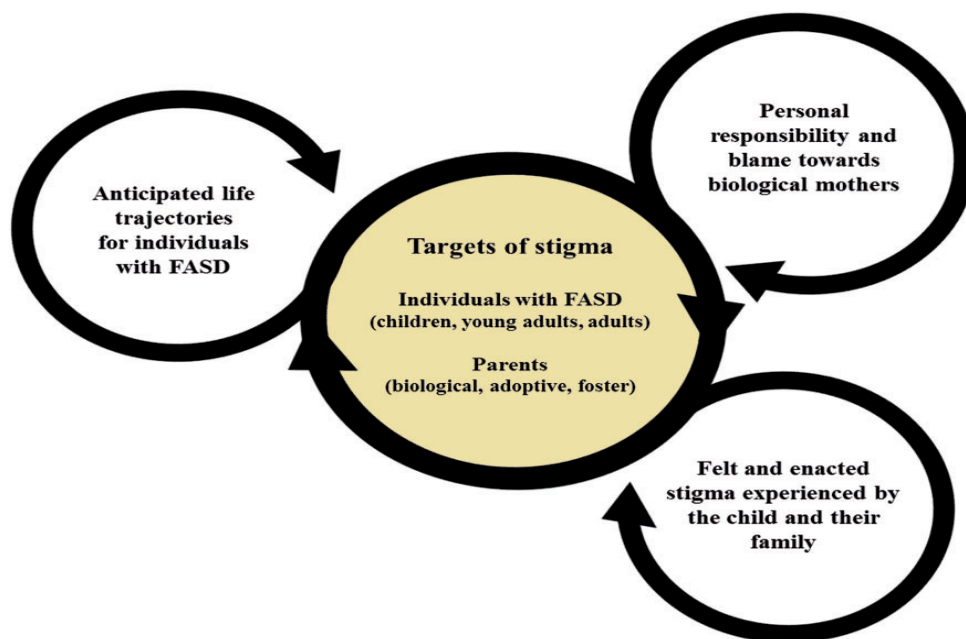 Anticipated life
trajectories
for individuals
with FASD
Targets of stigma
Individuals with FASD
(children, young adults, adults)
Parents
(biological, adoptive, foster)
Personal
responsibility and
blame towards
biological mothers
Felt and enacted
stigma experienced by
the child and their
family